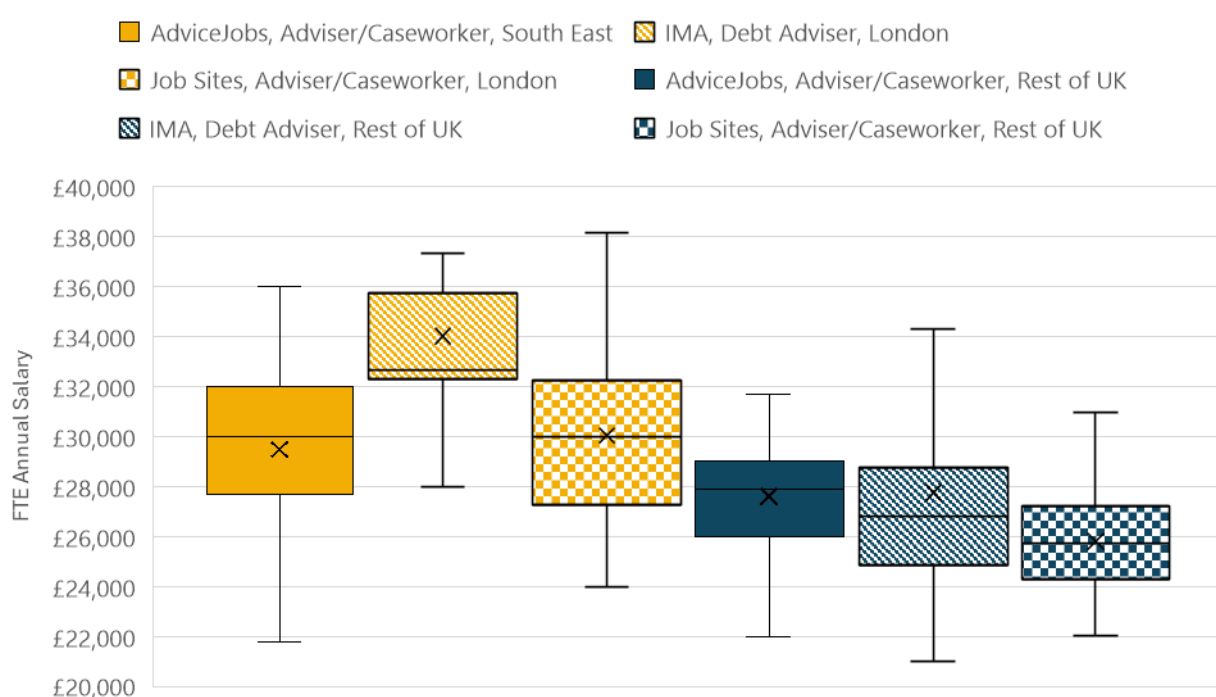 AdviceJobs, Adviser/Caseworker, South East IMA, Debt Adviser, London
Job Sites, Adviser/Caseworker, London AdviceJobs, Adviser/Caseworker, Rest of UK
IMA, Debt Adviser, Rest of UK Job Sites, Adviser/Caseworker, Rest of UK
£40,000
£38,000
£36,000
£34,000
£32,000
£30,000
£28,000
£26,000
£24,000
£22,000
£20,000
FTE Annual Salary